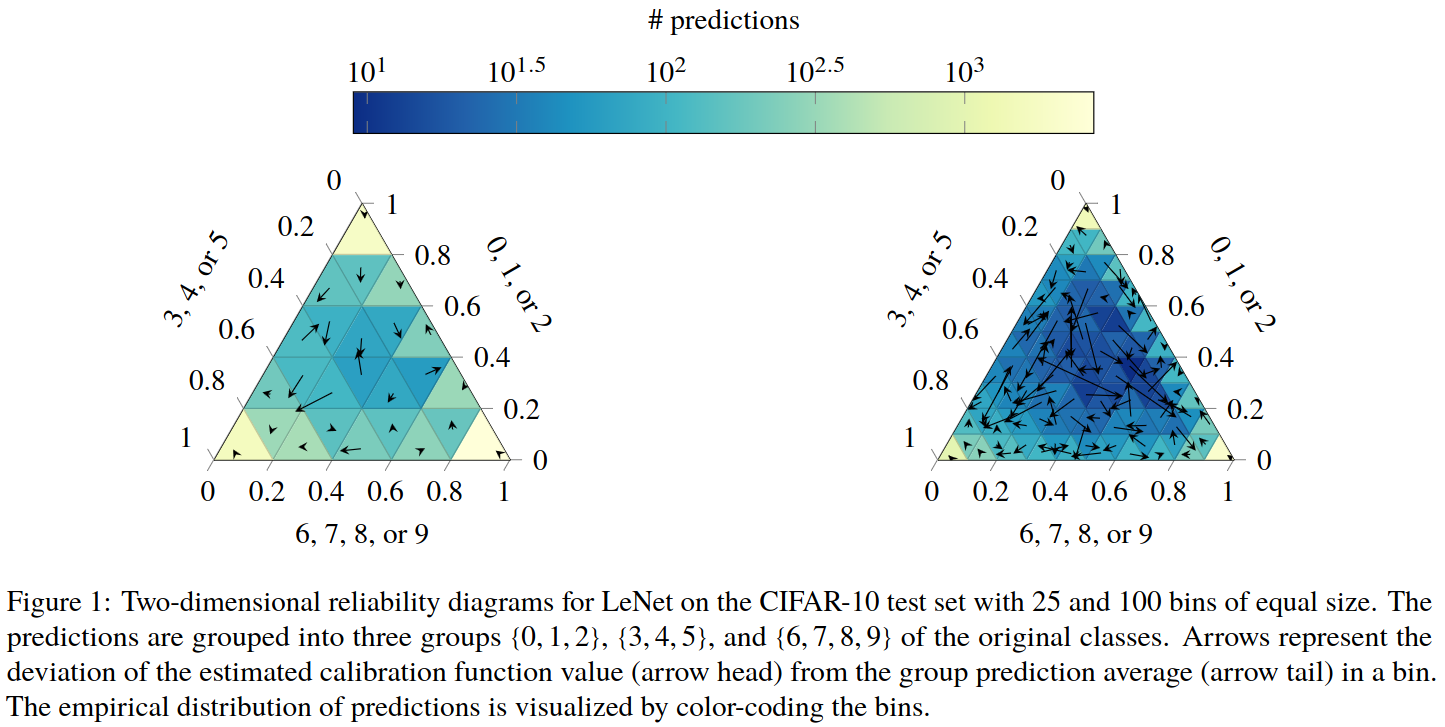 # predictions
10^1 10^1.5 10^2 10^2.5 10^3
0
1
0.2
0.8
0.4
0.6
0.6
0.4
0.8
0.2
1
0
0 0.2 0.4 0.6 0.8 1
3, 4, or 5
0, 1, or 2
6, 7, 8, or 9
0
1
0.2
0.8
0.4
0.6
0.6
0.4
0.8
0.2
1
0
0 0.2 0.4 0.6 0.8 1
3, 4, or 5
0, 1, or 2
6, 7, 8, or 9
Figure 1: Two-dimensional reliability diagrams for LeNet on the CIFAR-10 test set with 25 and 100 bins of equal size. The
predictions are grouped into three groups {0, 1, 2}, {3, 4, 5}, and {6, 7, 8, 9} of the original classes. Arrows represent the
deviation of the estimated calibration function value (arrow head) from the group prediction average (arrow tail) in a bin.
The empirical distribution of predictions is visualized by color-coding the bins.